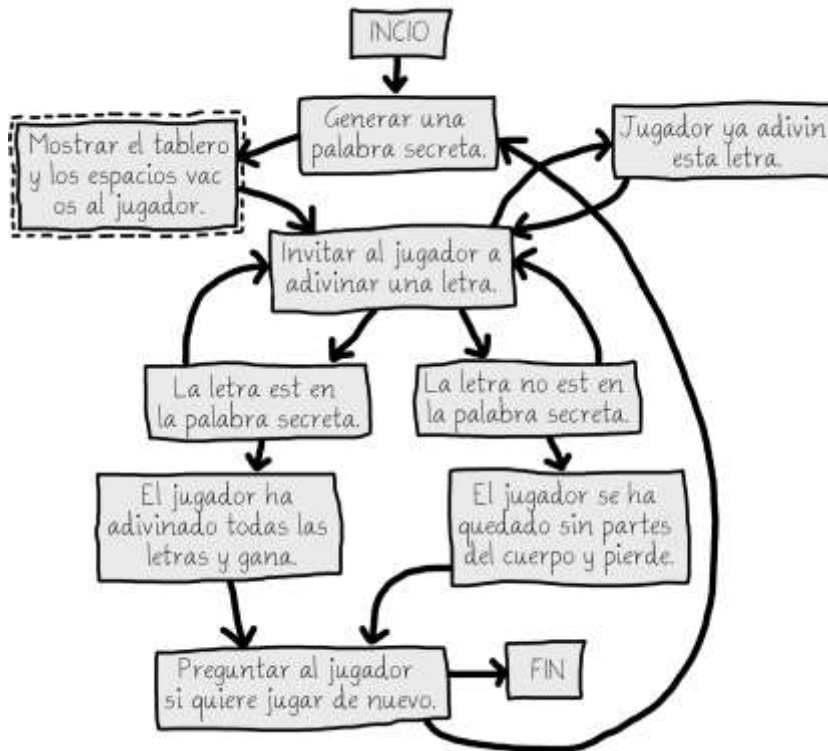 INCIO
Generar una
palabra secreta.
Mostrar el tablero
y los espacios vac
os al jugador.
Jugador ya adivin
esta letra.
Invitar al jugador a
adivinar una letra.
La letra est en
la palabra secreta.
La letra no est en
la palabra secreta.
El jugador ha
adivinado todas las
letras y gana.
El jugador se ha
quedado sin partes
del cuerpo y pierde.
Preguntar al jugador
si quiere jugar de nuevo.
FIN